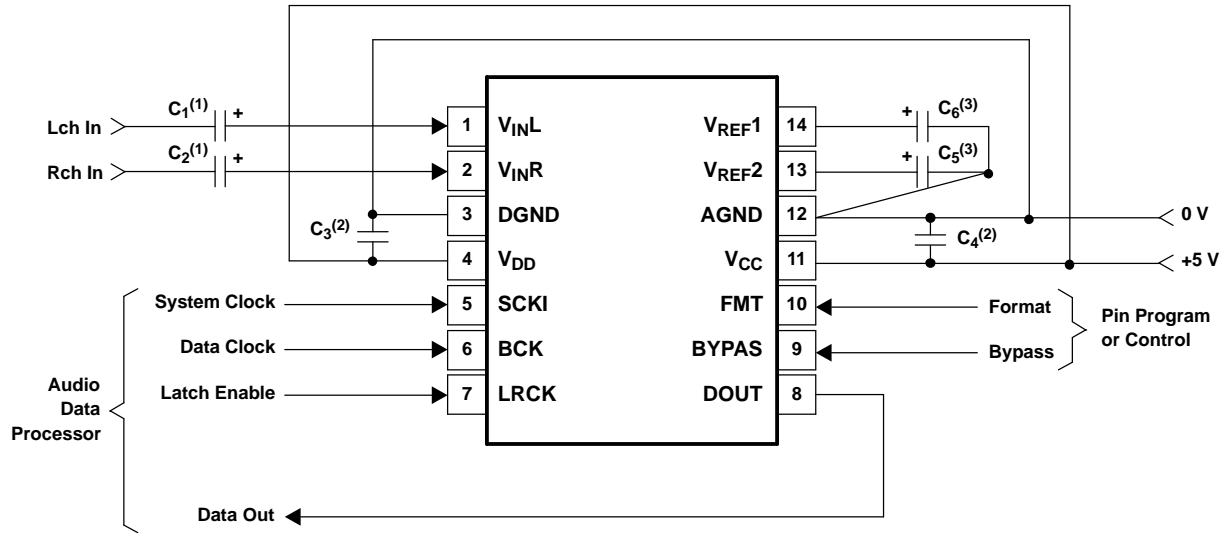 C1(1)
+
Lch In
C2(1)
+
Rch In
C3(2)
1 VINL
2 VINR
3 DGND
4 VDD
5 SCKI
6 BCK
7 LRCK
VREF1 14
VREF2 13
AGND 12
VCC 11
FMT 10
BYPAS 9
DOUT 8
+ C6(3)
+ C5(3)
C4(2)
0 V
+5 V
System Clock
Data Clock
Latch Enable
Data Out
Audio
Data
Processor
Format
Bypass
Pin Program
or Control